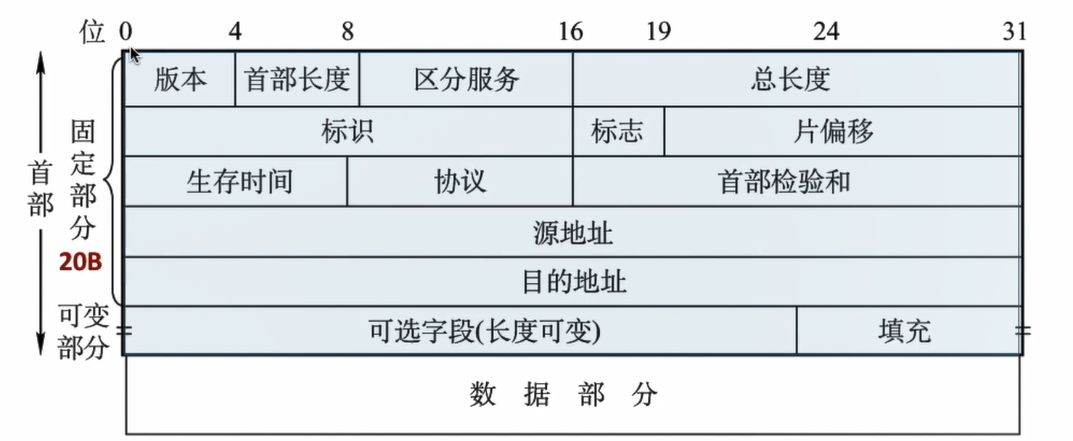 位 0 4 8 16 19 24 31
版本 首部长度 区分服务 总长度
标识 标志 片偏移
生存时间 协议 首部检验和
源地址
目的地址
可选字段(长度可变) 填充
数据部分
首部
固定部分
20B
可变
部分